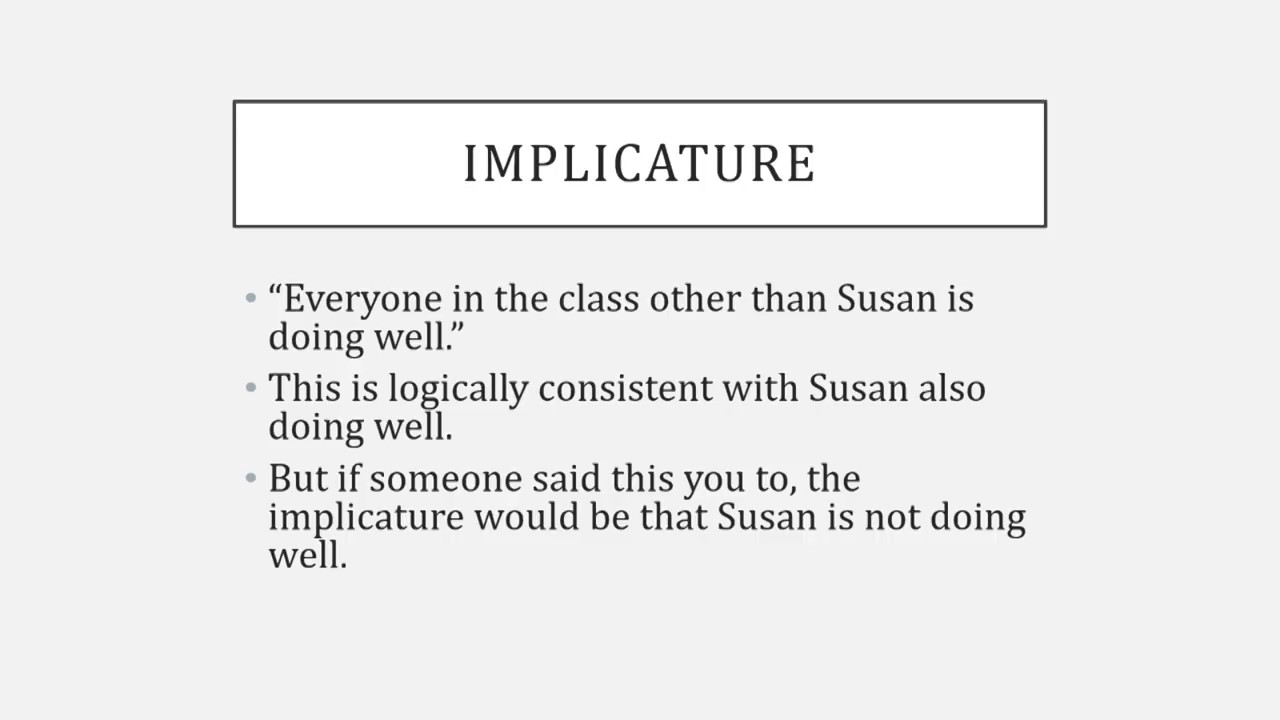 IMPLICATURE
• “Everyone in the class other than Susan is
doing well.”
• This is logically consistent with Susan also
doing well.
• But if someone said this you to, the
implicature would be that Susan is not doing
well.